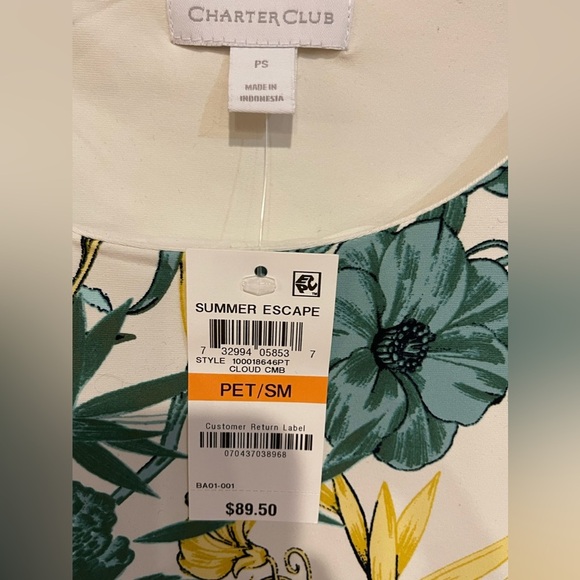 CHARTER CLUB
PS
MADE IN
INDONESIA
SUMMER ESCAPE
7 32994 05853 7
STYLE 100018646PT
CLOUD CMB
PET/SM
Customer Return Label
070437038968
BA01-001
$89.50